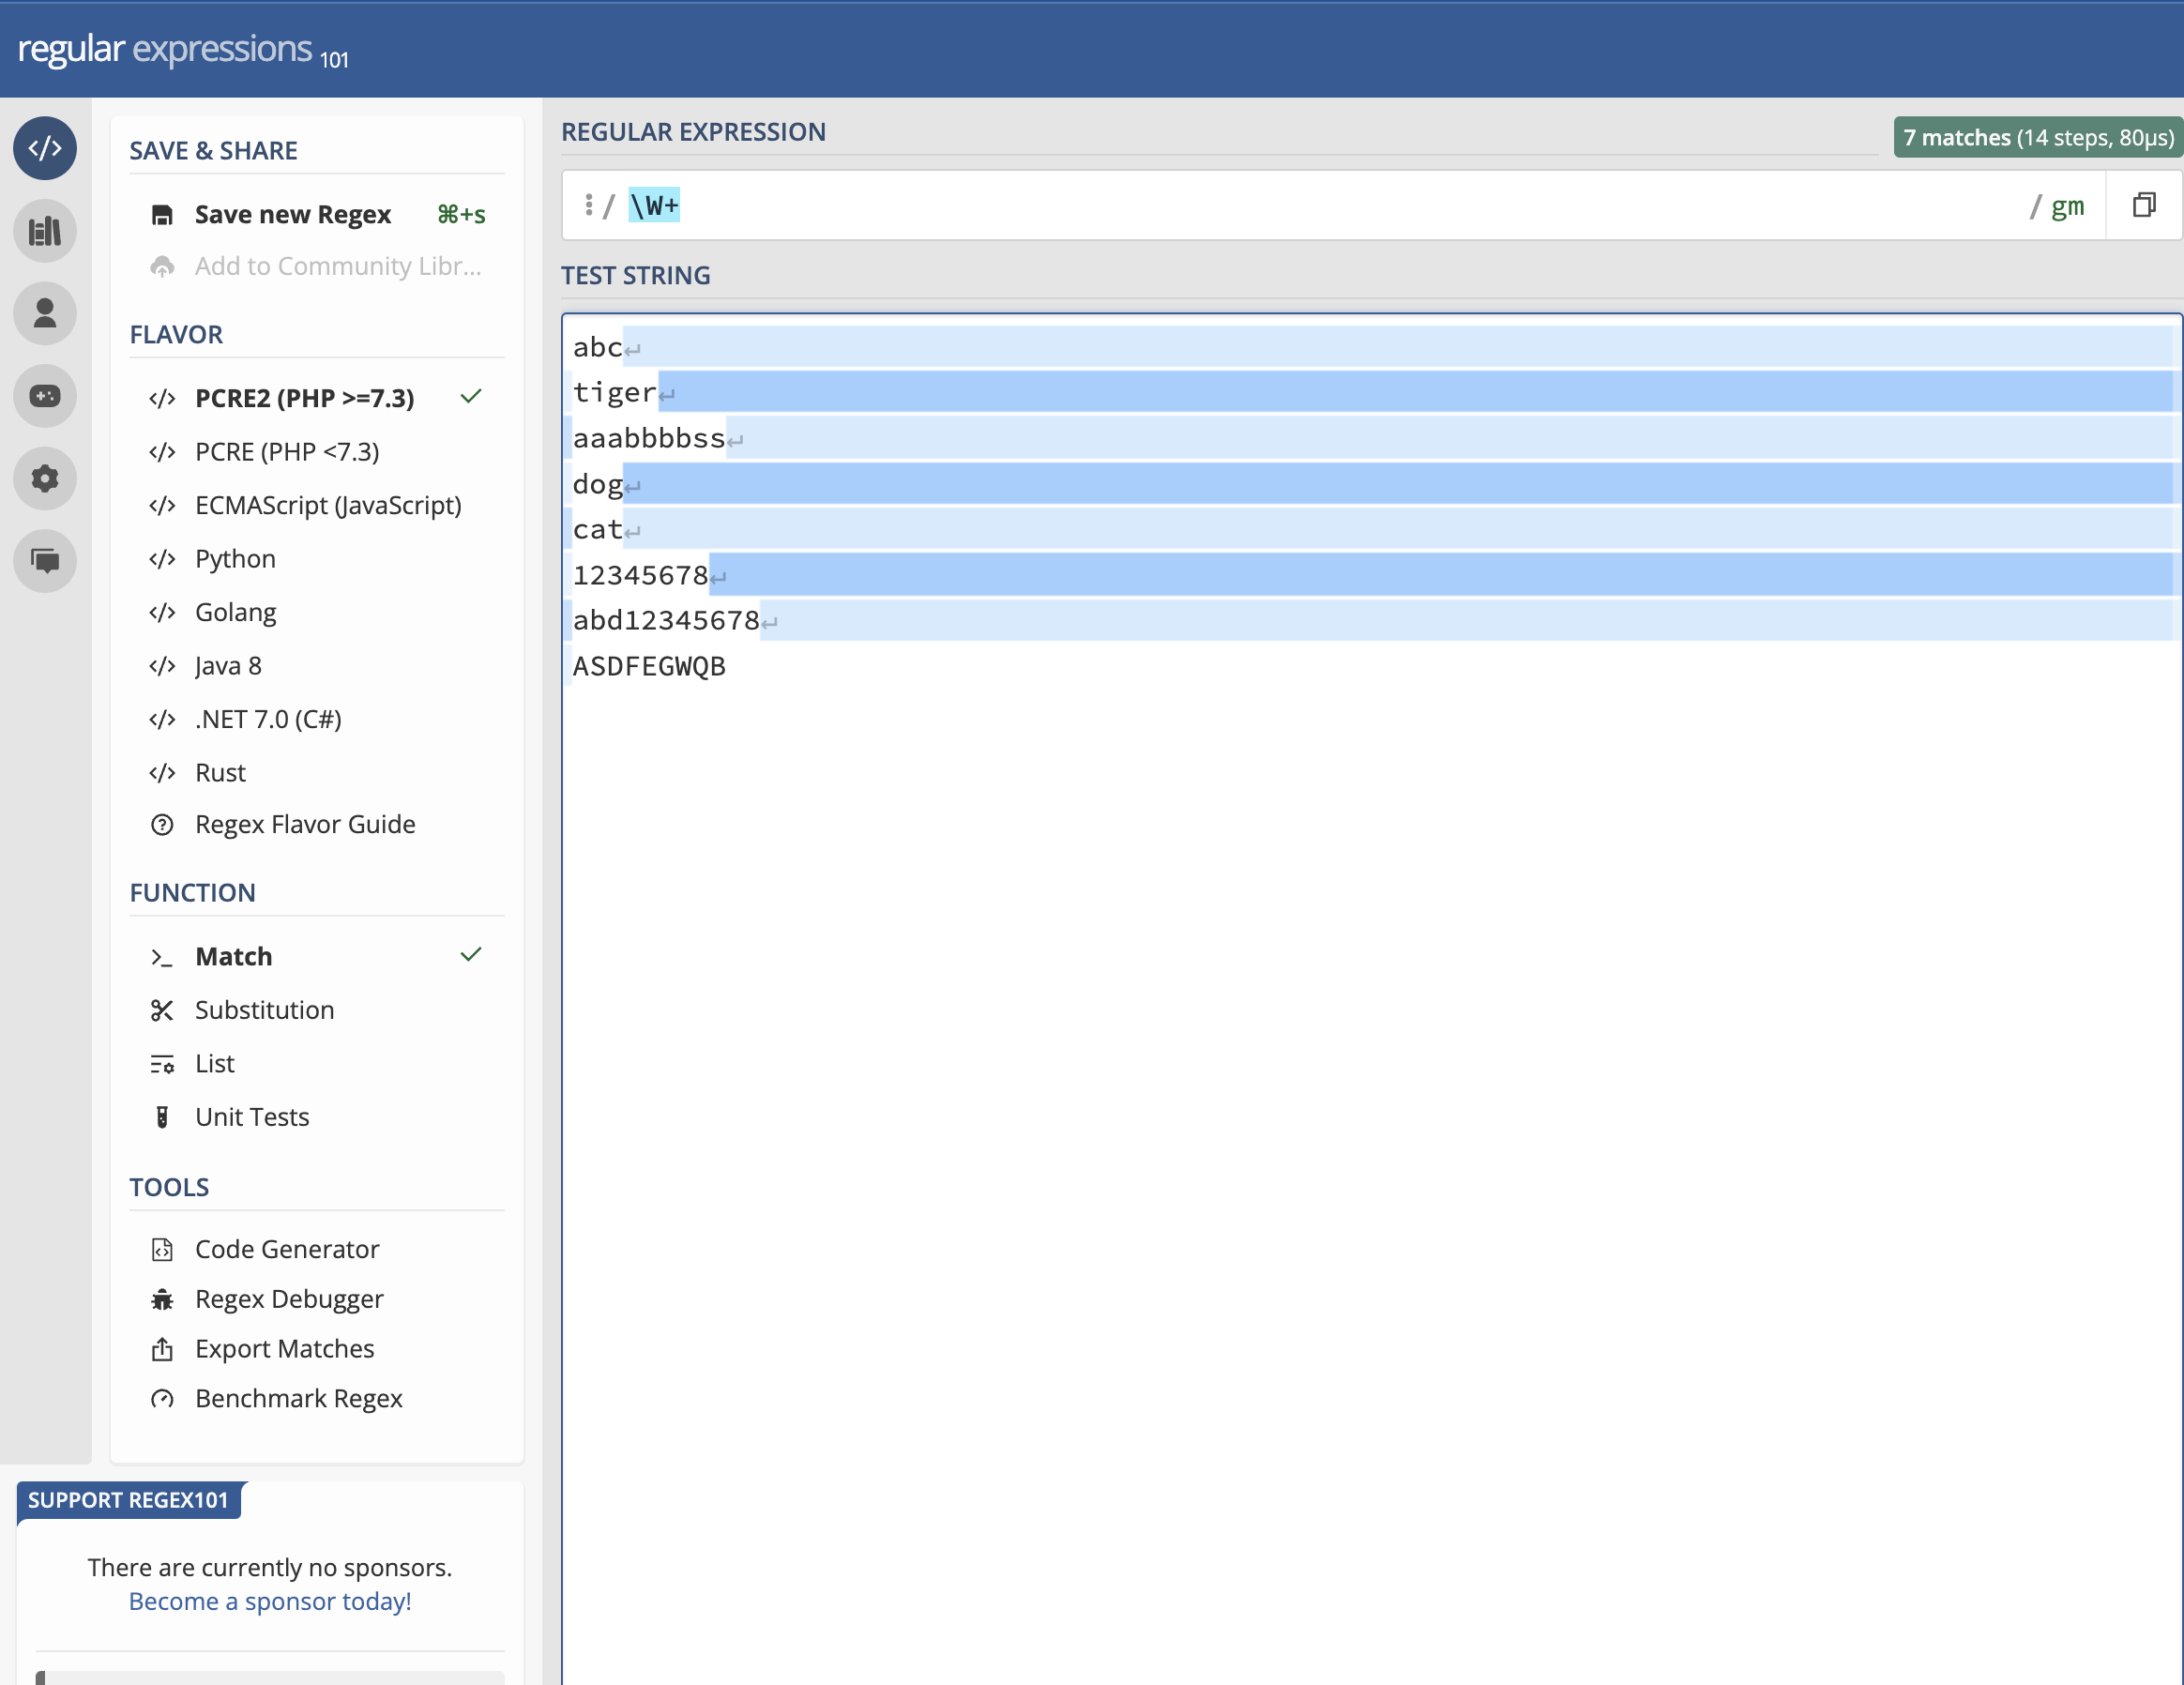 regular expressions 101
SAVE & SHARE
Save new Regex ⌘+s
Add to Community Libr...
FLAVOR
PCRE2 (PHP >=7.3)
PCRE (PHP <7.3)
ECMAScript (JavaScript)
Python
Golang
Java 8
.NET 7.0 (C#)
Rust
Regex Flavor Guide
FUNCTION
Match
Substitution
List
Unit Tests
TOOLS
Code Generator
Regex Debugger
Export Matches
Benchmark Regex
SUPPORT REGEX101
There are currently no sponsors.
Become a sponsor today!
REGULAR EXPRESSION
7 matches (14 steps, 80µs)
/ \W+ / gm
TEST STRING
abc↵
tiger↵
aaabbbbss↵
dog↵
cat↵
12345678↵
abd12345678↵
ASDFEGWQB